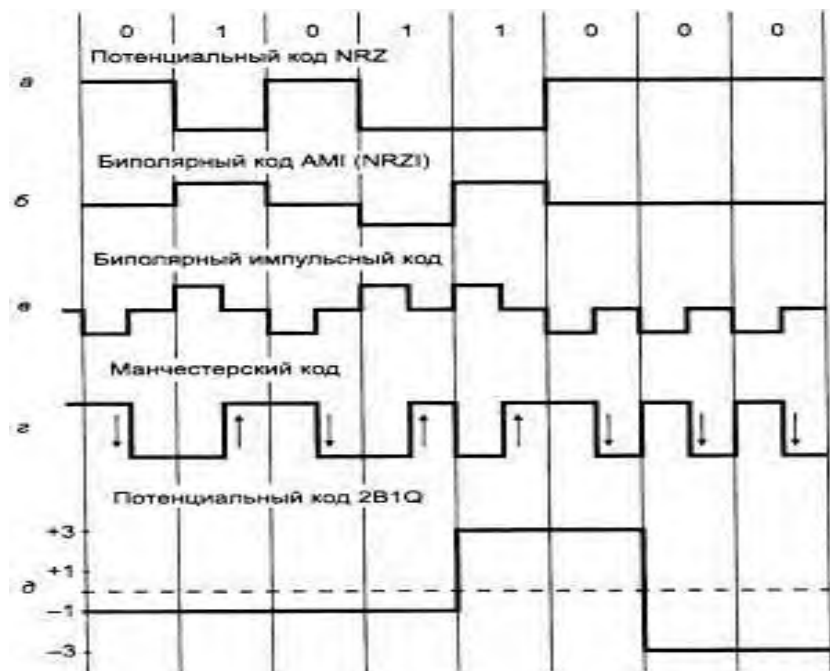 0 1 0 1 1 0 0 0
Потенциальный код NRZ
а
Биполярный код AMI (NRZI)
б
Биполярный импульсный код
в
Манчестерский код
г
Потенциальный код 2B1Q
+3
+1
д
–1
–3